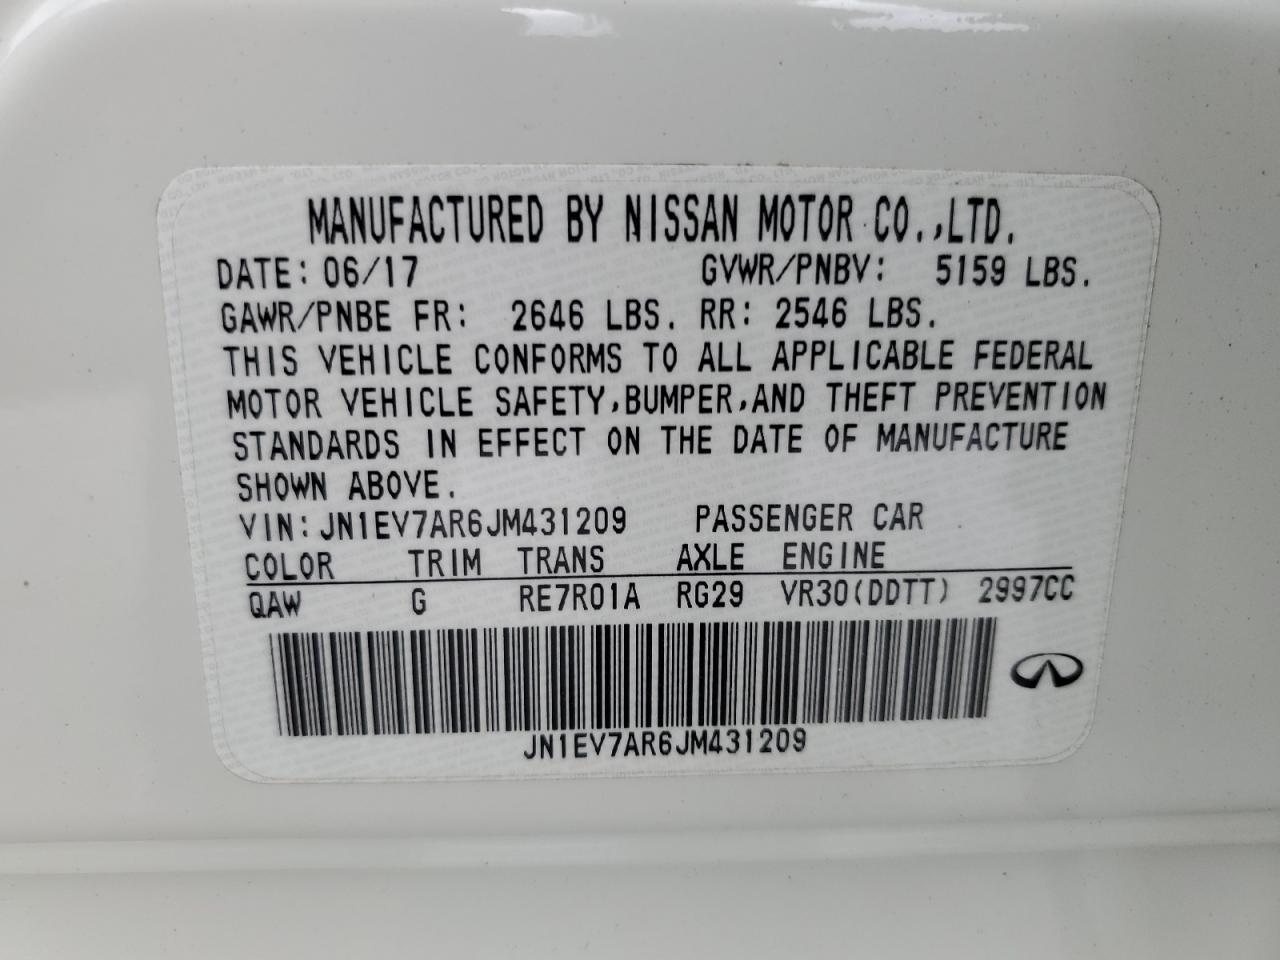 MANUFACTURED BY NISSAN MOTOR CO.,LTD.
DATE: 06/17 GVWR/PNBV: 5159 LBS.
GAWR/PNBE FR: 2646 LBS. RR: 2546 LBS.
THIS VEHICLE CONFORMS TO ALL APPLICABLE FEDERAL
MOTOR VEHICLE SAFETY,BUMPER,AND THEFT PREVENTION
STANDARDS IN EFFECT ON THE DATE OF MANUFACTURE
SHOWN ABOVE.
VIN:JN1EV7AR6JM431209 PASSENGER CAR
COLOR TRIM TRANS AXLE ENGINE
QAW G RE7R01A RG29 VR30(DDTT) 2997CC
JN1EV7AR6JM431209